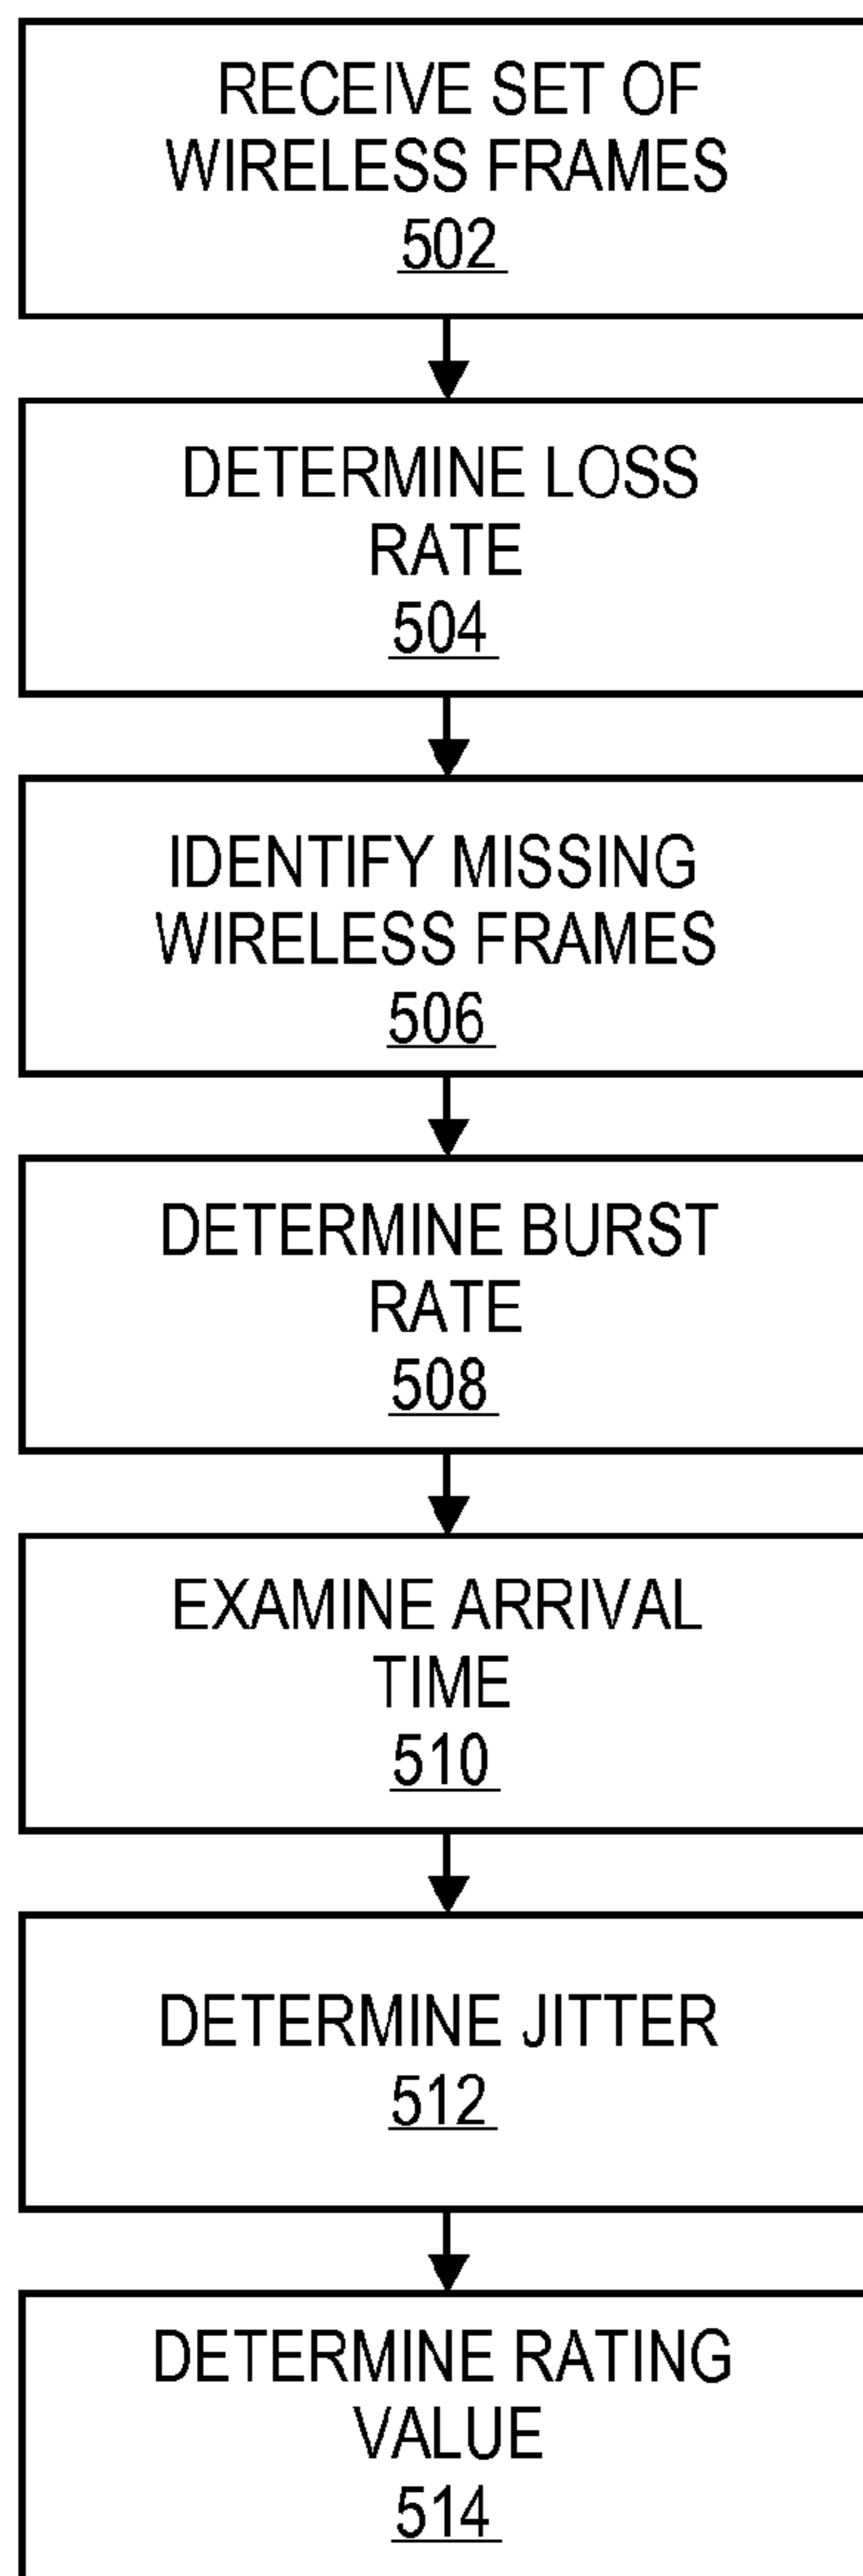 RECEIVE SET OF
WIRELESS FRAMES
502
DETERMINE LOSS
RATE
504
IDENTIFY MISSING
WIRELESS FRAMES
506
DETERMINE BURST
RATE
508
EXAMINE ARRIVAL
TIME
510
DETERMINE JITTER
512
DETERMINE RATING
VALUE
514